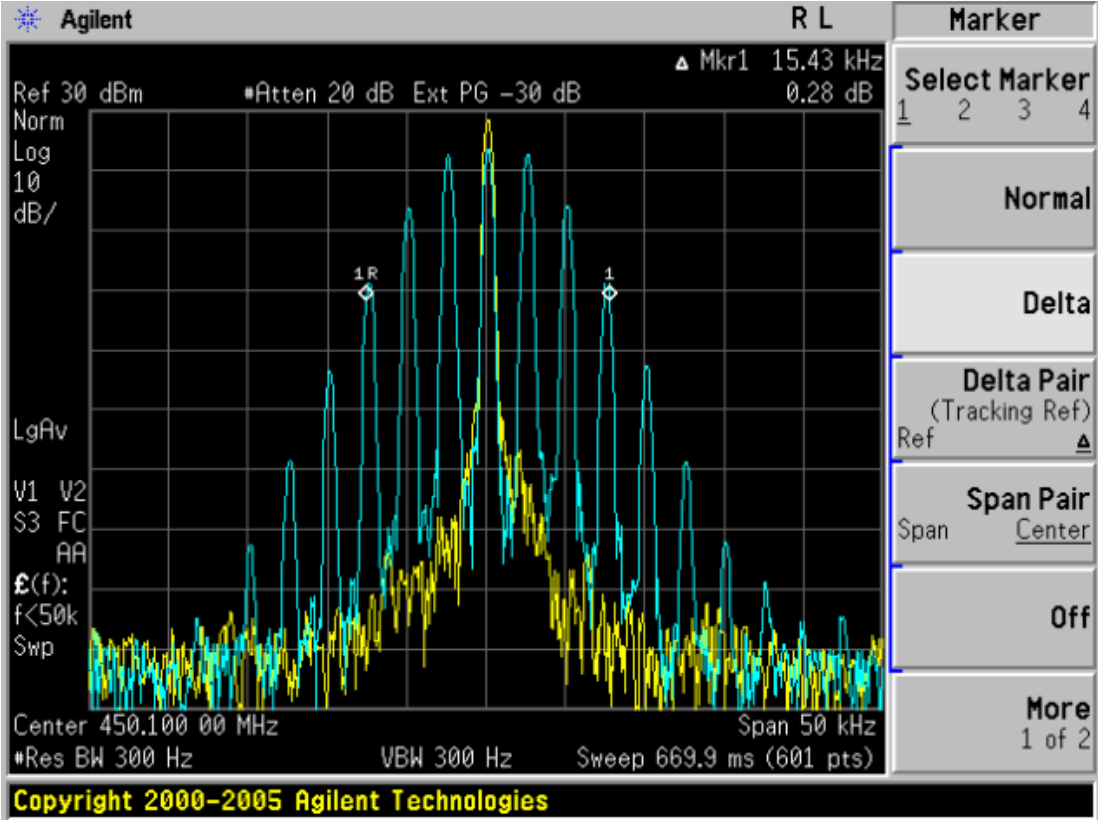 Agilent R L Marker
Δ Mkr1 15.43 kHz
Ref 30 dBm #Atten 20 dB Ext PG -30 dB 0.28 dB
Norm
Log
10
dB/
1R 1
LgAv
V1 V2
S3 FC
AA
£(f):
f<50k
Swp
Center 450.100 00 MHz Span 50 kHz
#Res BW 300 Hz VBW 300 Hz Sweep 669.9 ms (601 pts)
Select Marker
1 2 3 4
Normal
Delta
Delta Pair
(Tracking Ref)
Ref Δ
Span Pair
Span Center
Off
More
1 of 2
Copyright 2000-2005 Agilent Technologies